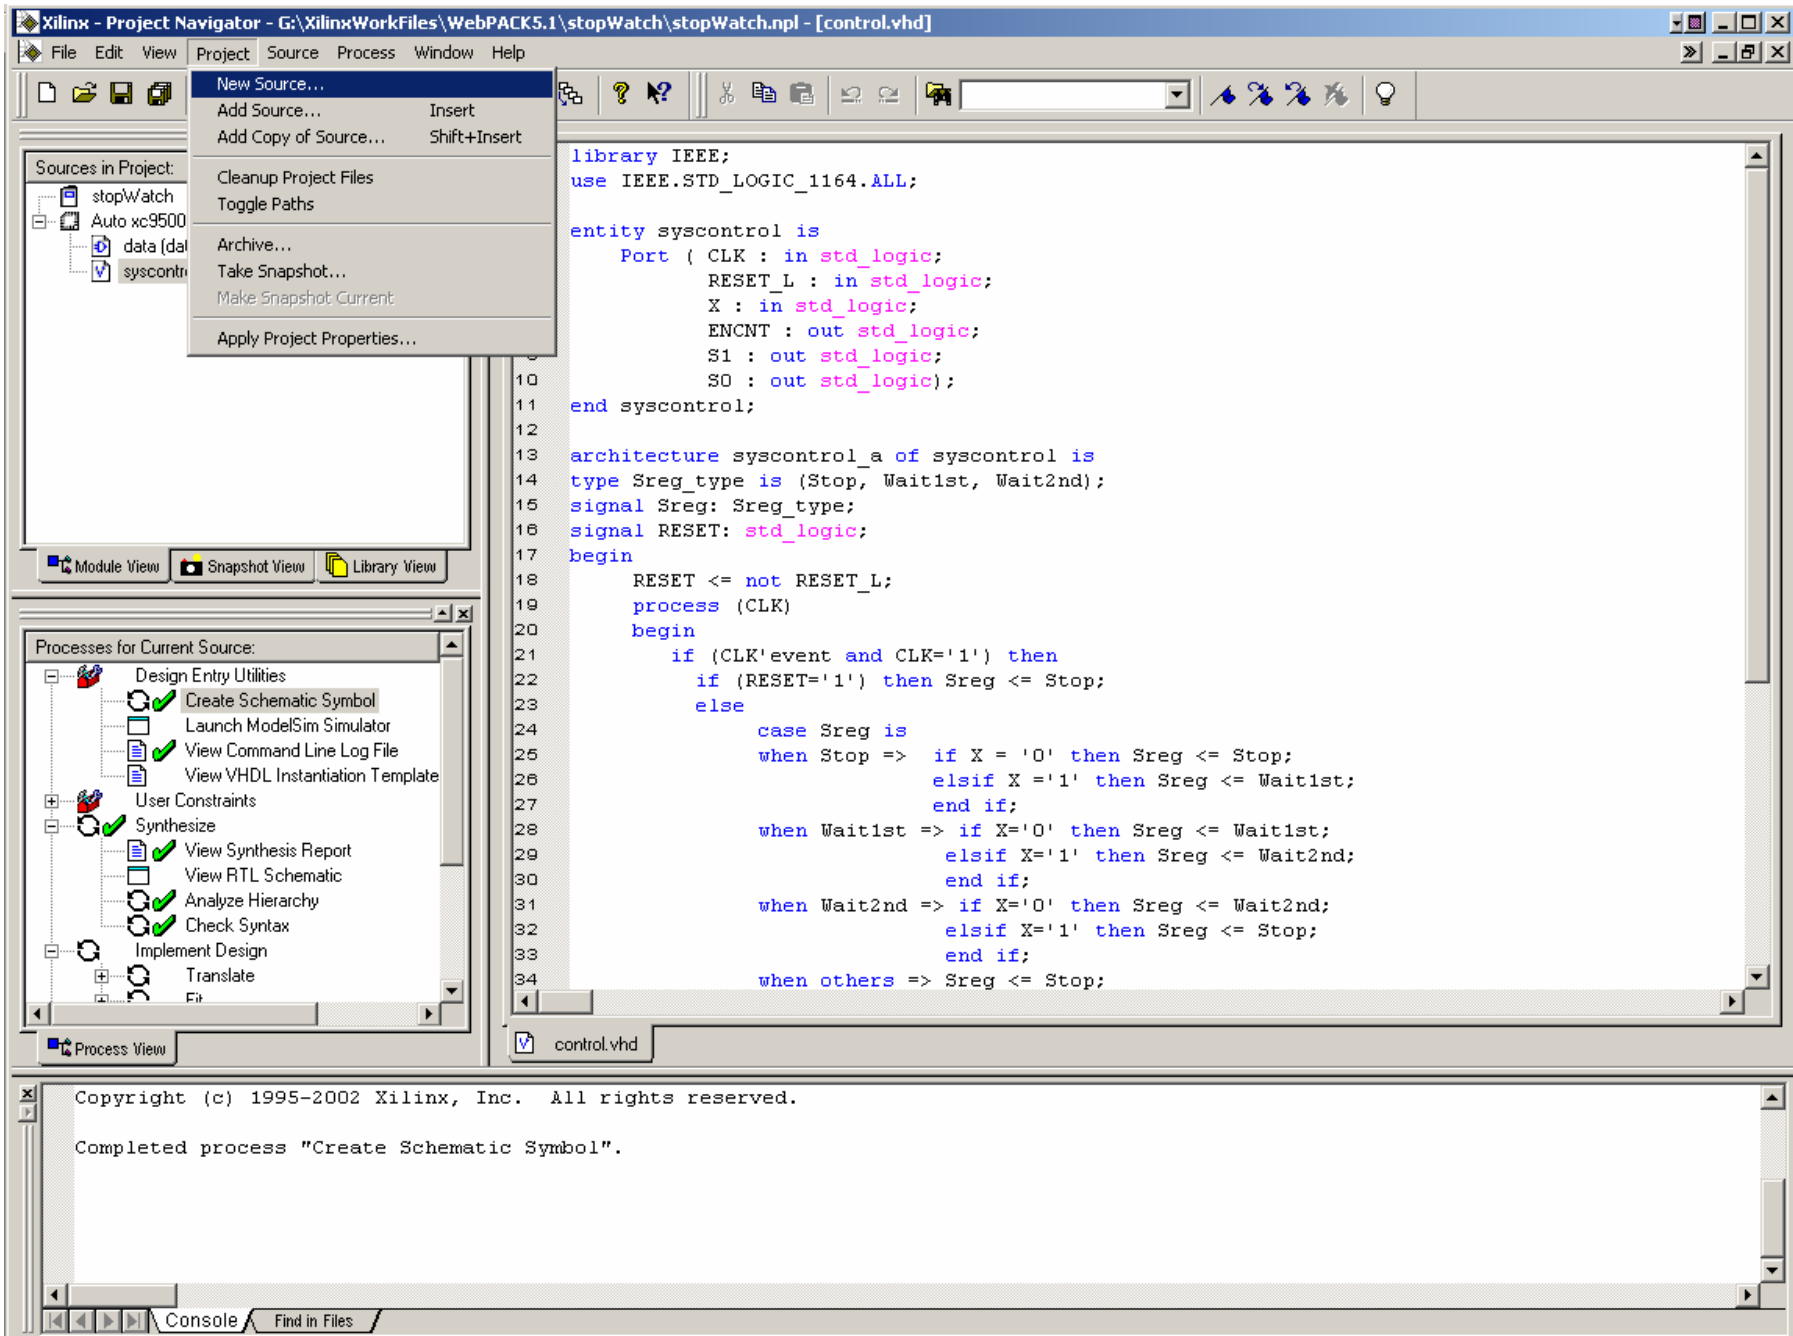 Xilinx - Project Navigator - G:\XilinxWorkFiles\WebPACK5.1\stopWatch\stopWatch.npl - [control.vhd]
File Edit View Project Source Process Window Help
New Source...
Add Source... Insert
Add Copy of Source... Shift+Insert
Cleanup Project Files
Toggle Paths
Archive...
Take Snapshot...
Make Snapshot Current
Apply Project Properties...
Sources in Project:
stopWatch
Auto xc9500
data (dat
syscontr
Module View Snapshot View Library View
Processes for Current Source:
Design Entry Utilities
Create Schematic Symbol
Launch ModelSim Simulator
View Command Line Log File
View VHDL Instantiation Template
User Constraints
Synthesize
View Synthesis Report
View RTL Schematic
Analyze Hierarchy
Check Syntax
Implement Design
Translate
Fit
Process View
library IEEE;
use IEEE.STD_LOGIC_1164.ALL;
entity syscontrol is
Port ( CLK : in std_logic;
RESET_L : in std_logic;
X : in std_logic;
ENCNT : out std_logic;
S1 : out std_logic;
10 S0 : out std_logic);
11 end syscontrol;
12
13 architecture syscontrol_a of syscontrol is
14 type Sreg_type is (Stop, Wait1st, Wait2nd);
15 signal Sreg: Sreg_type;
16 signal RESET: std_logic;
17 begin
18 RESET <= not RESET_L;
19 process (CLK)
20 begin
21 if (CLK'event and CLK='1') then
22 if (RESET='1') then Sreg <= Stop;
23 else
24 case Sreg is
25 when Stop => if X = '0' then Sreg <= Stop;
26 elsif X ='1' then Sreg <= Wait1st;
27 end if;
28 when Wait1st => if X='0' then Sreg <= Wait1st;
29 elsif X='1' then Sreg <= Wait2nd;
30 end if;
31 when Wait2nd => if X='0' then Sreg <= Wait2nd;
32 elsif X='1' then Sreg <= Stop;
33 end if;
34 when others => Sreg <= Stop;
control.vhd
Copyright (c) 1995-2002 Xilinx, Inc. All rights reserved.
Completed process "Create Schematic Symbol".
Console Find in Files